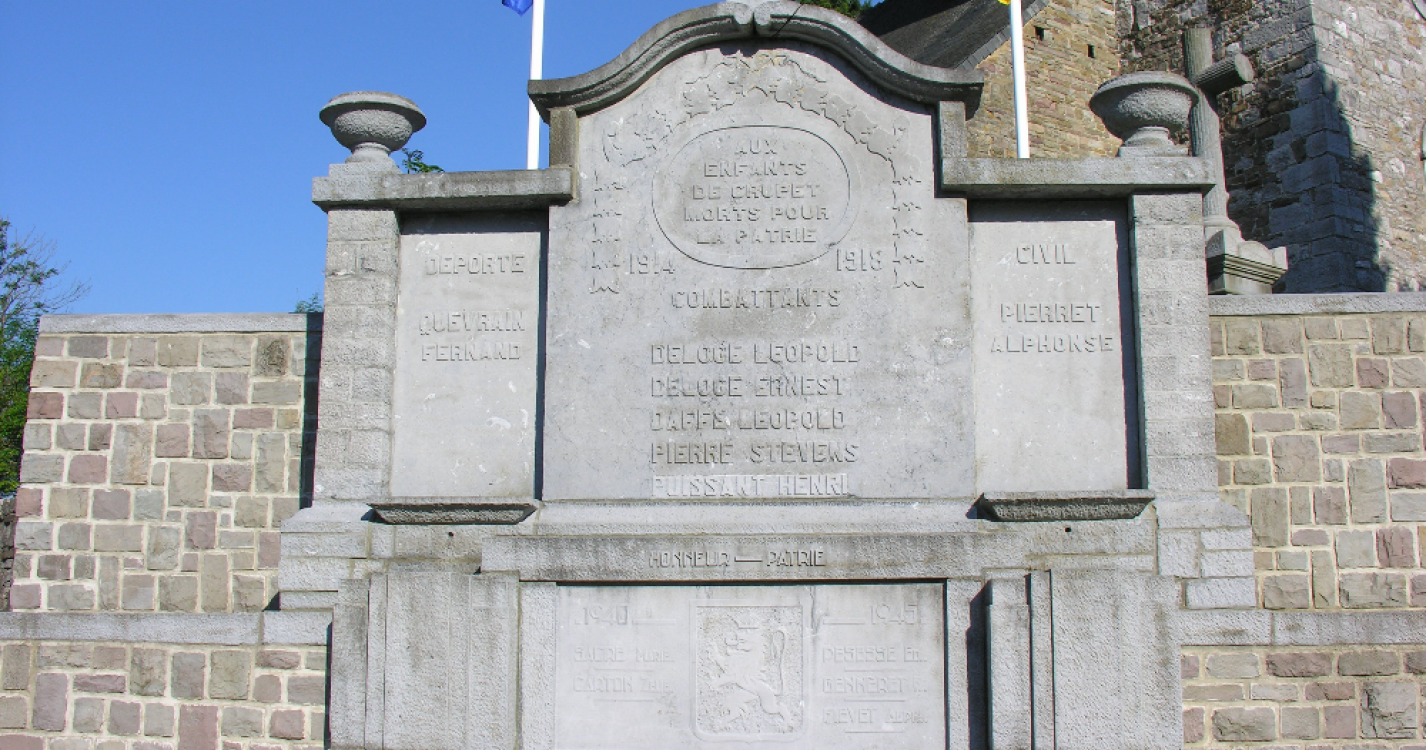 AUX
ENFANTS
DE CRUPET
MORTS POUR
LA PATRIE
1914 1918
COMBATTANTS
DELOGE LEOPOLD
DELOGE ERNEST
DAFFE LEOPOLD
PIERRE STEVENS
PUISSANT HENRI
DEPORTE
QUEVRAIN
FERNAND
CIVIL
PIERRET
ALPHONSE
HONNEUR — PATRIE
1940 1945